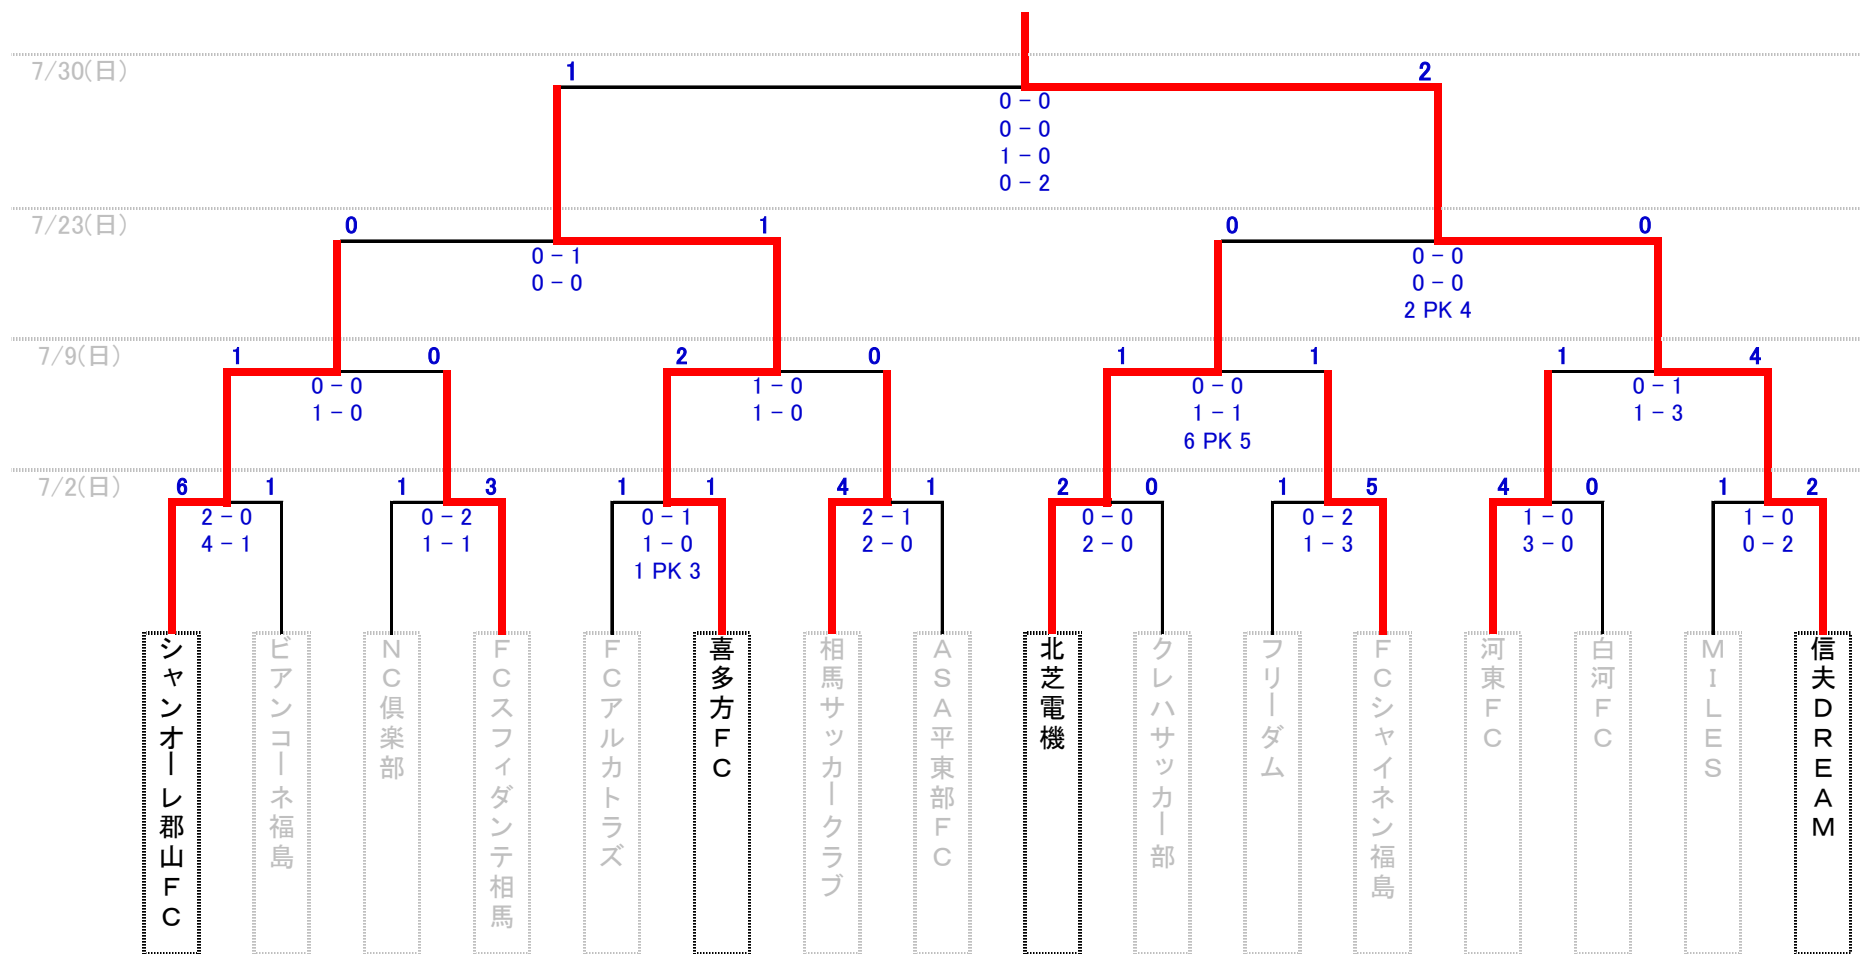 7/30(日)
1
2
0 − 0
0 − 0
1 − 0
0 − 2
7/23(日)
0
1
0
0
0 − 1
0 − 0
0 − 0
0 − 0
2 PK 4
7/9(日)
1
0
2
0
1
1
1
4
0 − 0
1 − 0
1 − 0
1 − 0
0 − 0
1 − 1
6 PK 5
0 − 1
1 − 3
7/2(日)
6
1
1
3
1
1
4
1
2
0
1
5
4
0
1
2
2 − 0
4 − 1
0 − 2
1 − 1
0 − 1
1 − 0
1 PK 3
2 − 1
2 − 0
0 − 0
2 − 0
0 − 2
1 − 3
1 − 0
3 − 0
1 − 0
0 − 2
シャンオーレ郡山FC
ビアンコーネ福島
NC倶楽部
FCスフィダンテ相馬
FCアルカトラズ
喜多方FC
相馬サッカークラブ
ASA平東部FC
北芝電機
クレハサッカー部
フリーダム
FCシャイネン福島
河東FC
白河FC
MILES
信夫DREAM